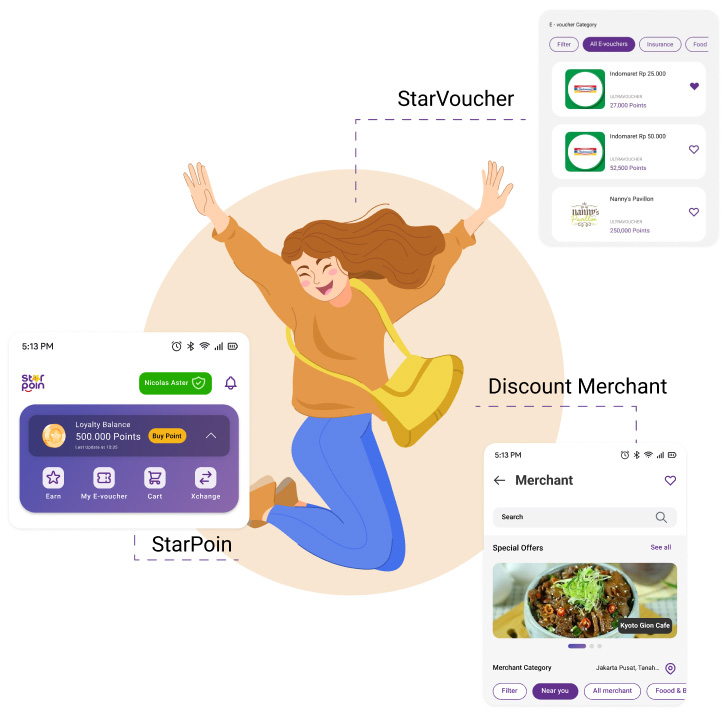 E - voucher Category
Filter
All E-vouchers
Insurance
Food
Indomaret Rp 25.000
ULTRAVOUCHER
27,000 Points
Indomaret Rp 50.000
ULTRAVOUCHER
52,500 Points
nanny's
Pavillon
Nanny's Pavillon
ULTRAVOUCHER
250,000 Points
StarVoucher
5:13 PM
star
poin
Nicolas Aster
Loyalty Balance
500.000 Points
Buy Point
Last Update at 10:20
Earn
My E-voucher
Cart
Xchange
StarPoin
Discount Merchant
5:13 PM
Merchant
Search
Special Offers
See all
Kyoto Gion Cafe
Merchant Category
Jakarta Pusat, Tanah...
Filter
Near you
All merchant
Foood & B